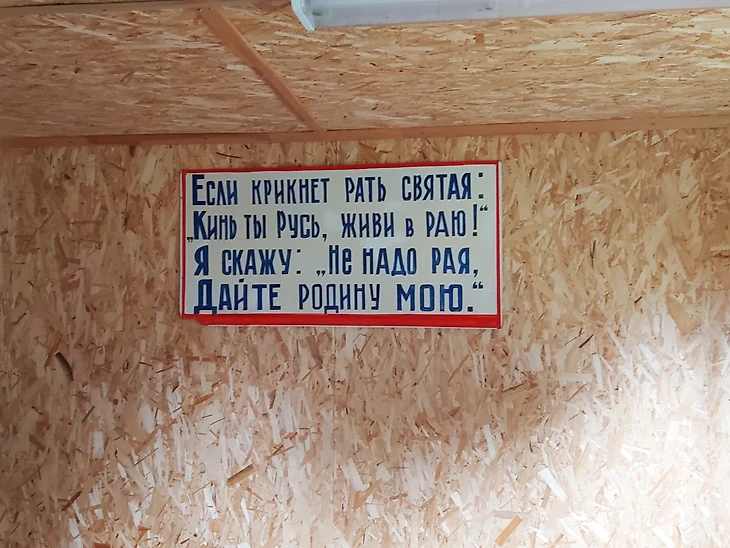 Если крикнет рать святая:
„Кинь ты Русь, живи в раю!“
Я скажу: „Не надо рая,
Дайте родину мою.“